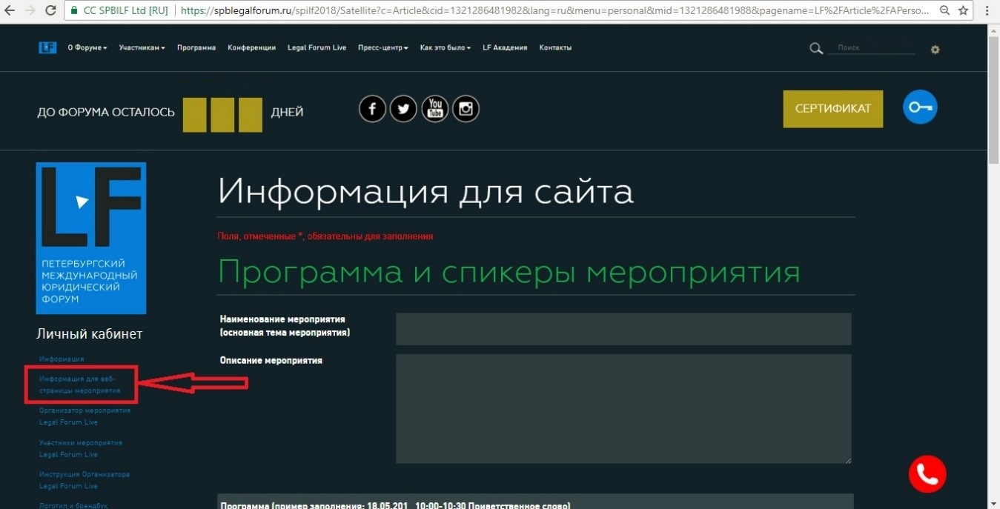 CC SPBILF Ltd [RU] https://spblegalforum.ru/spilf2018/Satellite?c=Article&cid=1321286481982&lang=ru&menu=personal&mid=1321286481988&pagename=LF%2FArticle%2FAPerso...
LF О Форуме Участникам Программа Конференции Legal Forum Live Пресс-центр Как это было LF Академия Контакты Поиск
ДО ФОРУМА ОСТАЛОСЬ ДНЕЙ
You
Tube
СЕРТИФИКАТ
LF
ПЕТЕРБУРГСКИЙ
МЕЖДУНАРОДНЫЙ
ЮРИДИЧЕСКИЙ
ФОРУМ
Личный кабинет
Информация
Информация для веб-
страницы мероприятия
Организатор мероприятия
Legal Forum Live
Участники мероприятия
Legal Forum Live
Инструкция Организатора
Legal Forum Live
Логотип и брендбук
Информация для сайта
Поля, отмеченные *, обязательны для заполнения
Программа и спикеры мероприятия
Наименование мероприятия
(основная тема мероприятия)
Описание мероприятия
Программа (пример заполнения: 18.05.201 10:00-10:30 Приветственное слово)